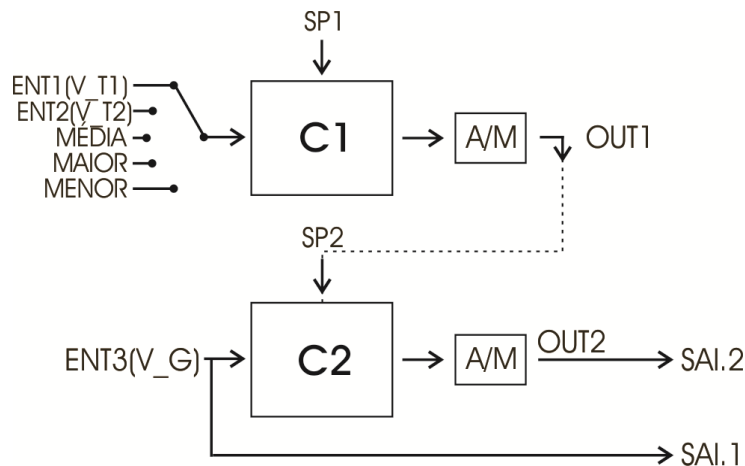 SP1
ENT1(V_T1)
ENT2(V_T2)
MÉDIA
MAIOR
MENOR
C1
A/M
OUT1
SP2
ENT3(V_G)
C2
A/M
OUT2
SAI.2
SAI.1